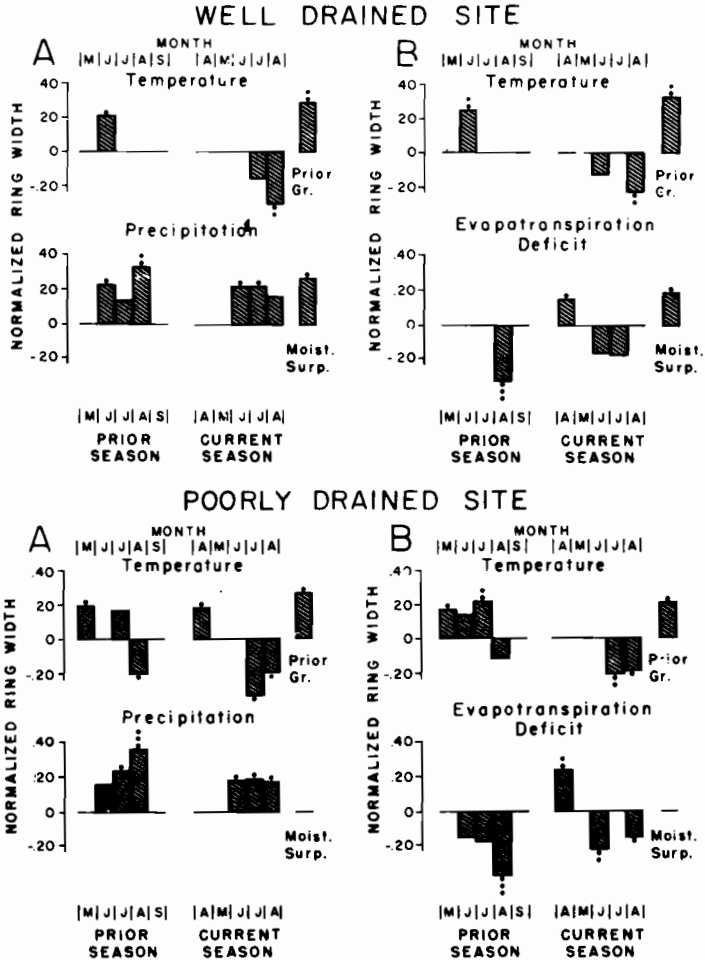 WELL DRAINED SITE
A
MONTH
|M|J|J|A|S| |A|M|J|J|A|
Temperature
40
20
0
-.20
Prior
Gr.
Precipitation
40
20
0
-20
Moist.
Surp.
NORMALIZED RING WIDTH
|M|J|J|A|S| |A|M|J|J|A|
PRIOR SEASON
CURRENT SEASON
B
MONTH
|M|J|J|A|S| |A|M|J|J|A|
Temperature
40
20
0
-20
Prior
Gr.
Evapatranspiration
Deficit
40
.20
0
-20
Moist.
Surp.
NORMALIZED RING WIDTH
|M|J|J|A|S| |A|M|J|J|A|
PRIOR SEASON
CURRENT SEASON
POORLY DRAINED SITE
A
MONTH
|M|J|J|A|S| |A|M|J|J|A|
Temperature
.40
20
0
-.20
Prior
Gr.
Precipitation
.40
.20
0
-.20
Moist.
Surp.
NORMALIZED RING WIDTH
|M|J|J|A|S| |A|M|J|J|A|
PRIOR SEASON
CURRENT SEASON
B
MONTH
|M|J|J|A|S| |A|M|J|J|A|
Temperature
.40
20
0
-.20
Prior
Gr.
Evapotranspiration
Deficit
.40
.20
0
-.20
Moist.
Surp.
NORMALIZED RING WIDTH
|M|J|J|A|S| |A|M|J|J|A|
PRIOR SEASON
CURRENT SEASON